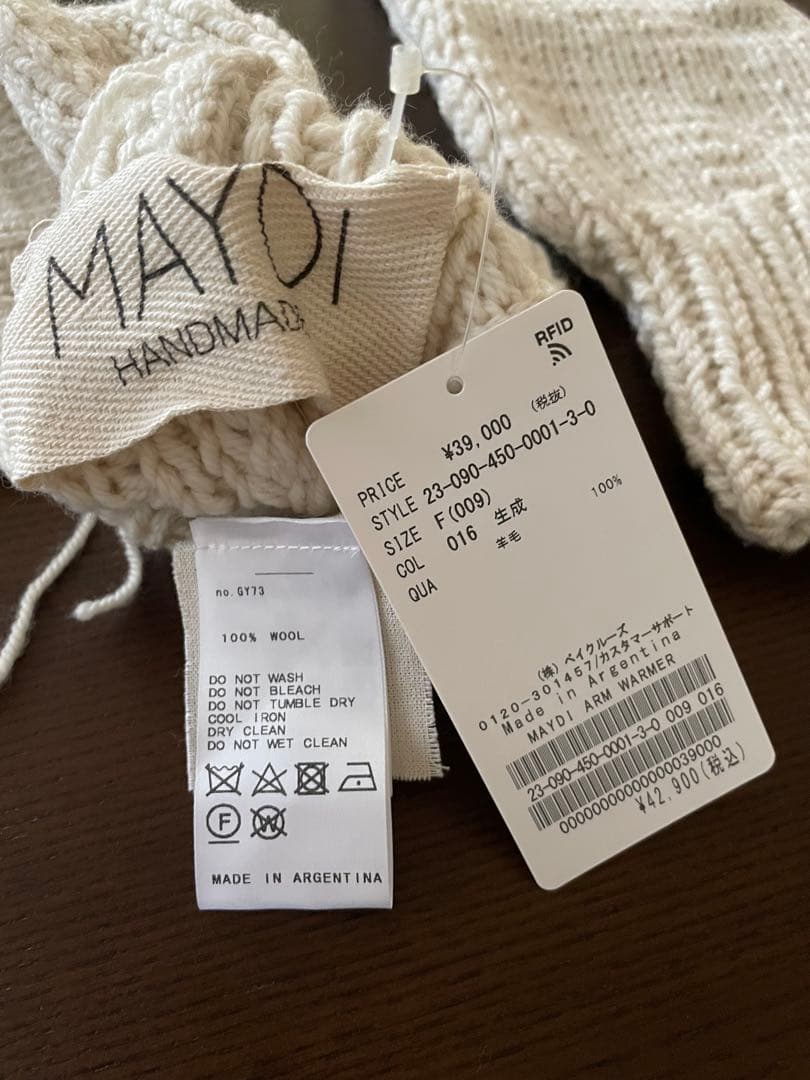 MAYDI
HANDMADE
RFID
(税抜)
PRICE ¥39,000
STYLE 23-090-450-0001-3-0
SIZE F(009)
COL 016 生成
QUA 羊毛 100%
(株) ベイクルーズ
0120-301457/カスタマーサポート
Made in Argentina
MAYDI ARM WARMER
23-090-450-0001-3-0 009 016
0000000000000039000
¥42,900(税込)
no.GY73
100% WOOL
DO NOT WASH
DO NOT BLEACH
DO NOT TUMBLE DRY
COOL IRON
DRY CLEAN
DO NOT WET CLEAN
F W
MADE IN ARGENTINA